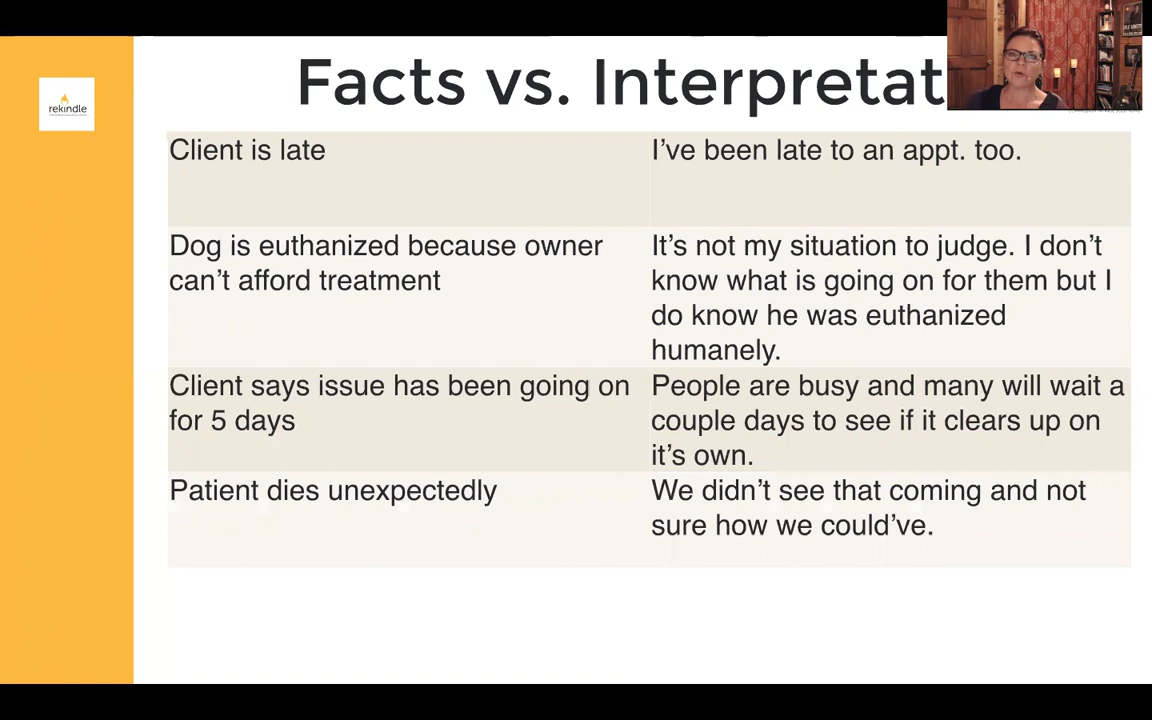 rekindle
Facts vs. Interpretat
Client is late
I've been late to an appt. too.
Dog is euthanized because owner
can't afford treatment
It's not my situation to judge. I don't
know what is going on for them but I
do know he was euthanized
humanely.
Client says issue has been going on
for 5 days
People are busy and many will wait a
couple days to see if it clears up on
it's own.
Patient dies unexpectedly
We didn't see that coming and not
sure how we could've.